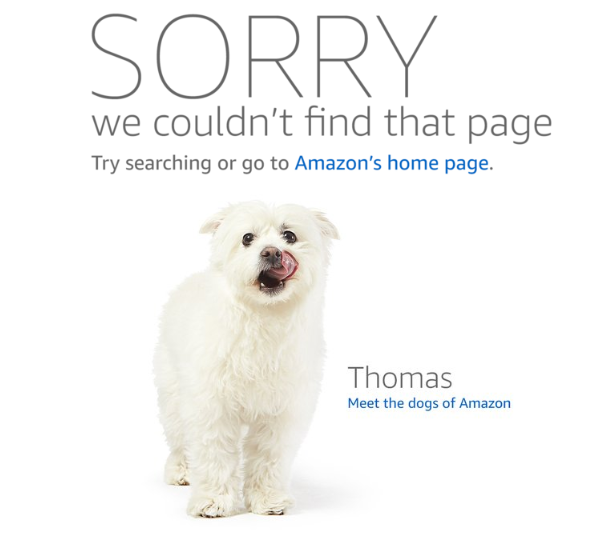 SORRY
we couldn't find that page
Try searching or go to Amazon's home page.
Thomas
Meet the dogs of Amazon